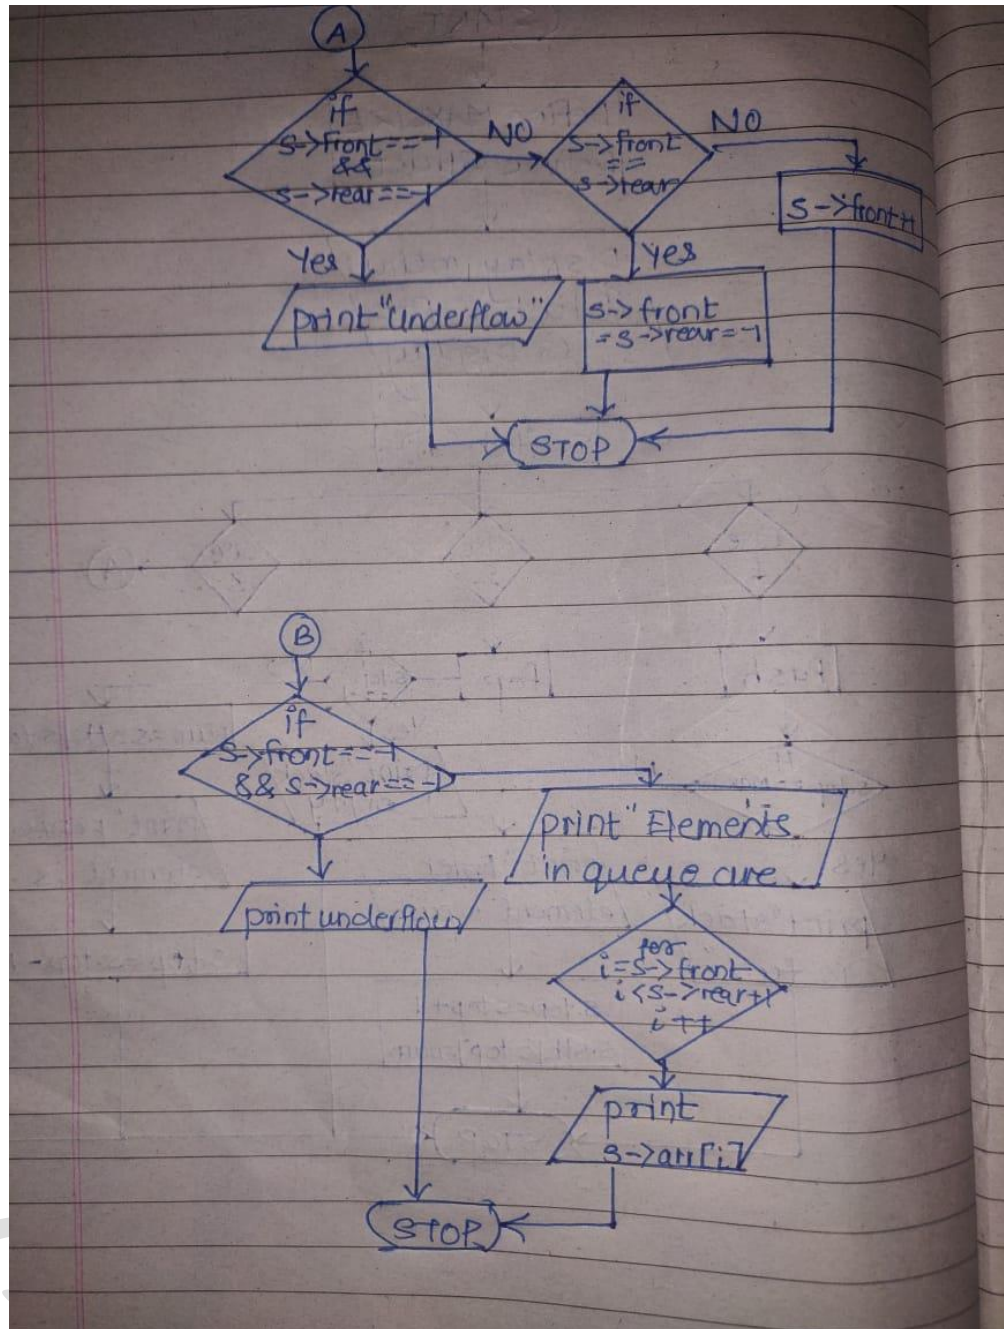 A
if
s->front==-1
&&
s->rear==-1
NO
if
s->front
==
s->rear
NO
s->front++
Yes
print "Underflow"
Yes
s->front
=s->rear=-1
STOP
B
if
s->front==-1
&& s->rear==-1
print "Elements
in queue are
print underflow
for
i=s->front
i<s->rear+1
i++
print
s->arr[i]
STOP